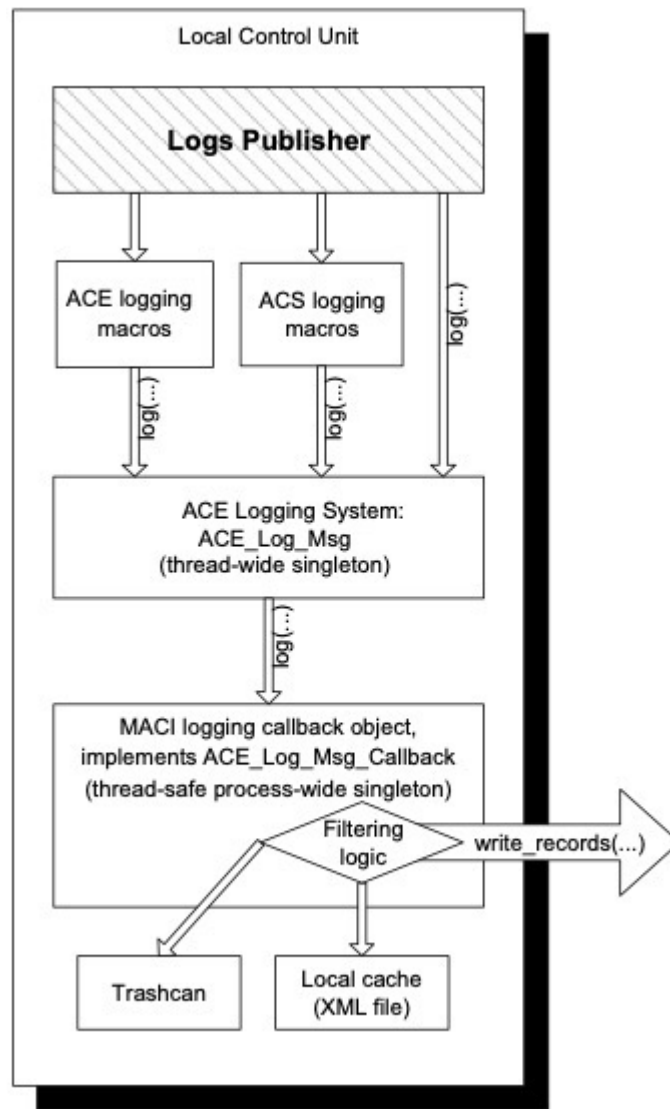 Local Control Unit
Logs Publisher
ACE logging
macros
ACS logging
macros
log(...)
log(...)
log(...)
ACE Logging System:
ACE_Log_Msg
(thread-wide singleton)
log(...)
MACI logging callback object,
implements ACE_Log_Msg_Callback
(thread-safe process-wide singleton)
Filtering
logic
write_records(...)
Trashcan
Local cache
(XML file)